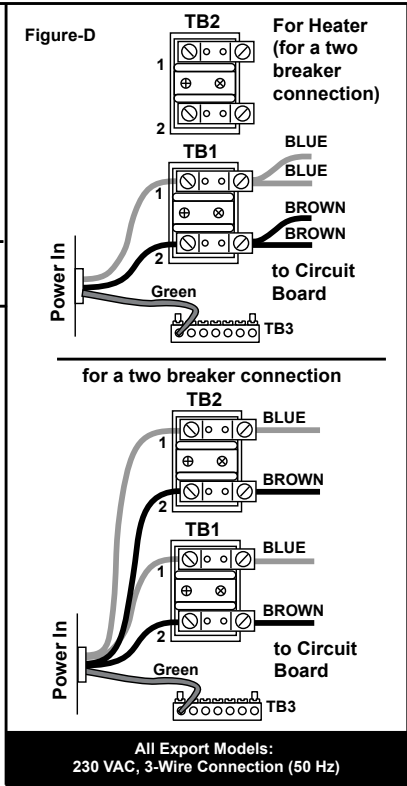 Figure-D
TB2
For Heater
(for a two
breaker
connection)
1
2
TB1
BLUE
BLUE
1
BROWN
BROWN
2
to Circuit
Board
Power In
Green
TB3
for a two breaker connection
TB2
BLUE
1
BROWN
2
TB1
BLUE
1
BROWN
2
to Circuit
Board
Power In
Green
TB3
All Export Models:
230 VAC, 3-Wire Connection (50 Hz)